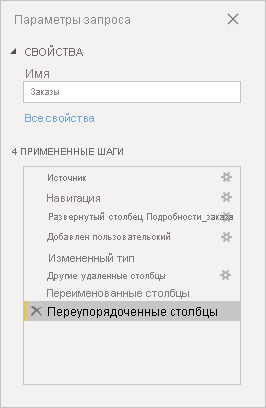 Параметры запроса
СВОЙСТВА
Имя
Заказы
Все свойства
4 ПРИМЕНЕННЫЕ ШАГИ
Источник
Навигация
Развернутый столбец Подробности_заказа
Добавлен пользовательский
Измененный тип
Другие удаленные столбцы
Переименованные столбцы
Переупорядоченные столбцы